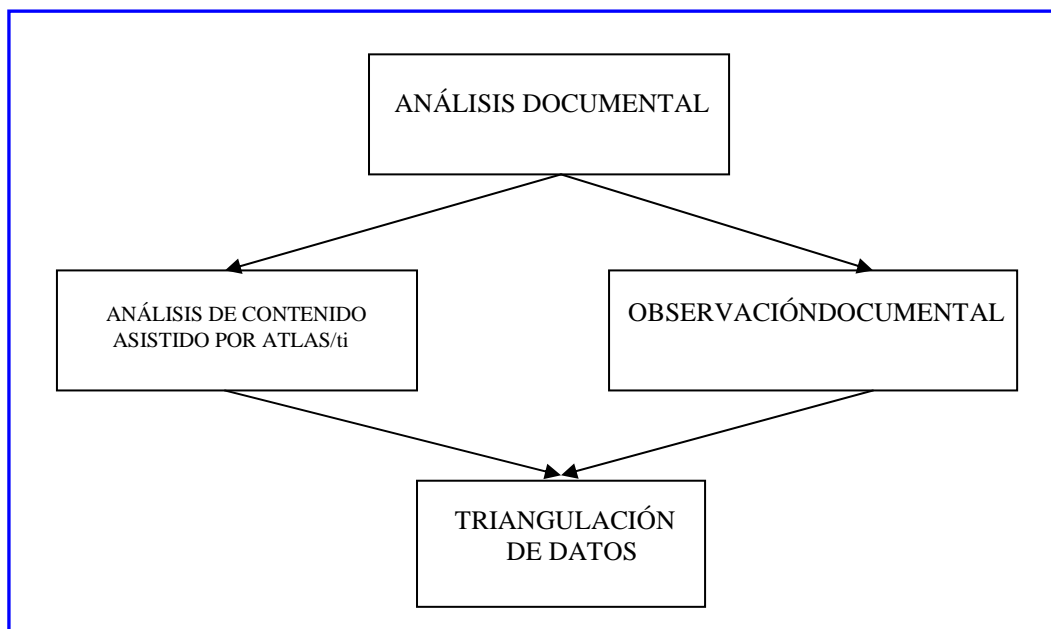 ANÁLISIS DOCUMENTAL
ANÁLISIS DE CONTENIDO
ASISTIDO POR ATLAS/ti
OBSERVACIÓNDOCUMENTAL
TRIANGULACIÓN
DE DATOS